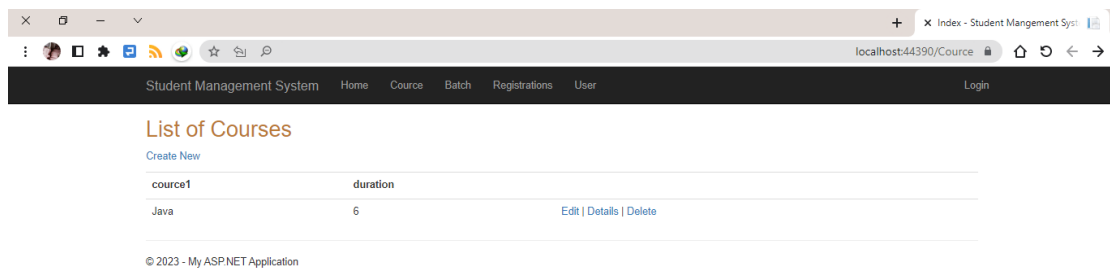 Index - Student Mangement Syst
localhost:44390/Cource
Student Management System Home Cource Batch Registrations User Login
List of Courses
Create New
cource1 duration
Java 6 Edit | Details | Delete
© 2023 - My ASP.NET Application